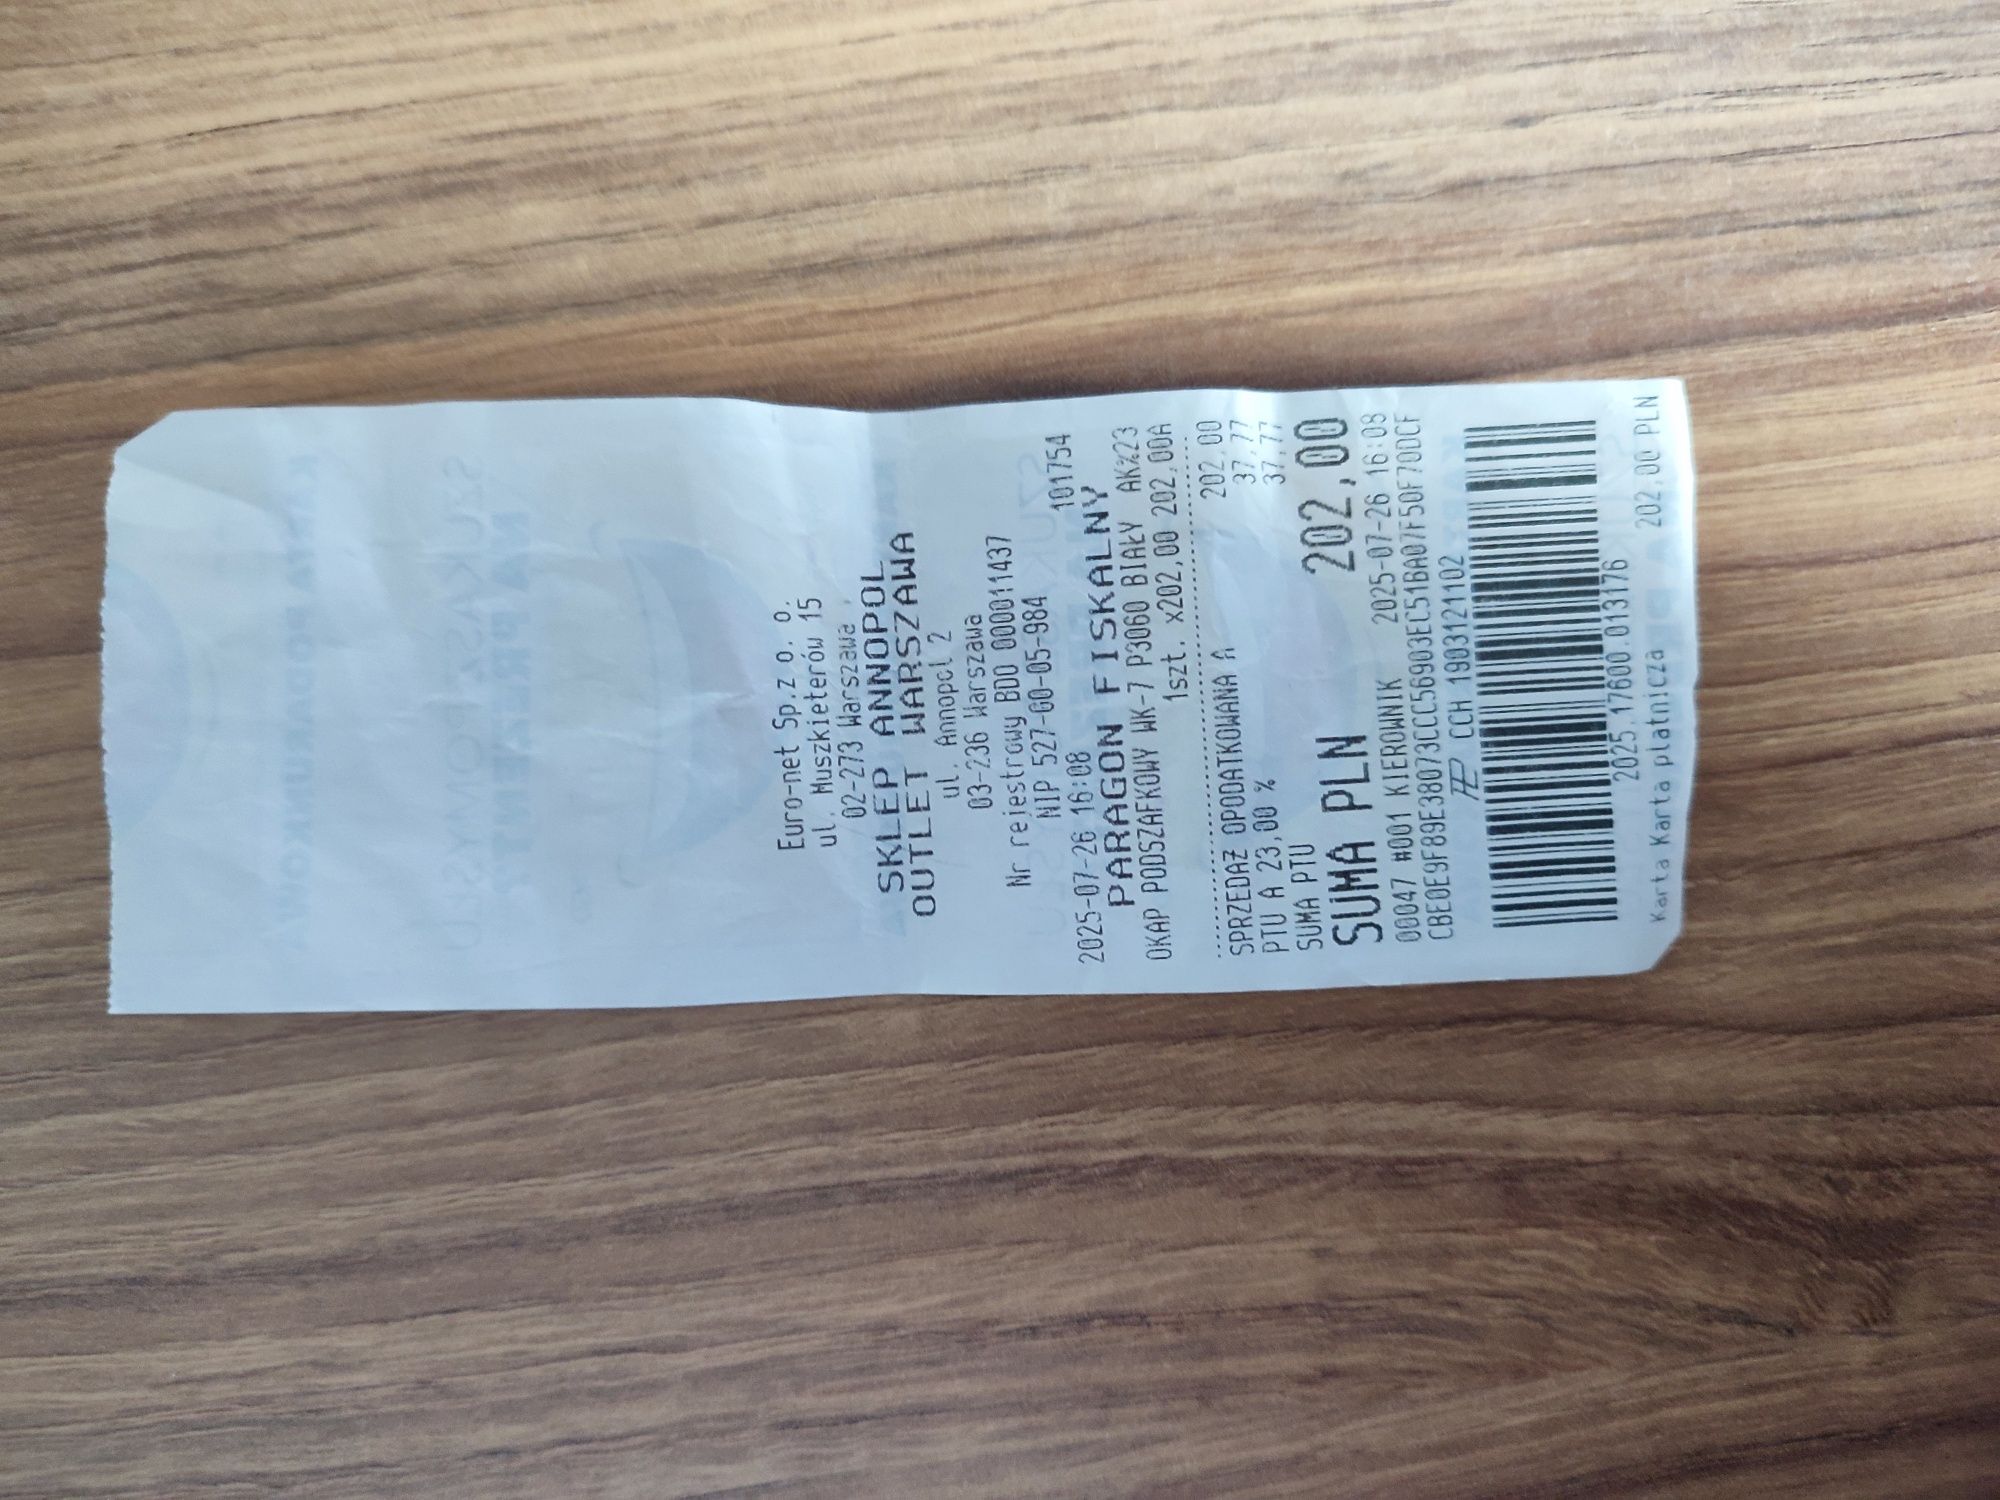 Euro-net Sp.z o. o.
ul. Muszkieterów 15
02-273 Warszawa
SKLEP ANNOPOL
OUTLET WARSZAWA
ul. Annopol 2
03-236 Warszawa
Nr rejestrowy BDO 000011437
NIP 527-00-05-984
2025-07-26 16:08 101754
PARAGON FISKALNY
OKAP PODSZAFKOWY WK-7 P3060 BIAŁY AK%23
1szt. x202,00 202,00A
SPRZEDAŻ OPODATKOWANA A 202,00
PTU A 23,00 % 37,77
SUMA PTU 37,77
SUMA PLN 202,00
00047 #001 KIEROWNIK 2025-07-26 16:08
CBE0E9F89E38073CCC56903EC51BA07F50F70DCF
CCH 1903121102
2025.17600.013176
Karta Karta płatnicza 202,00 PLN